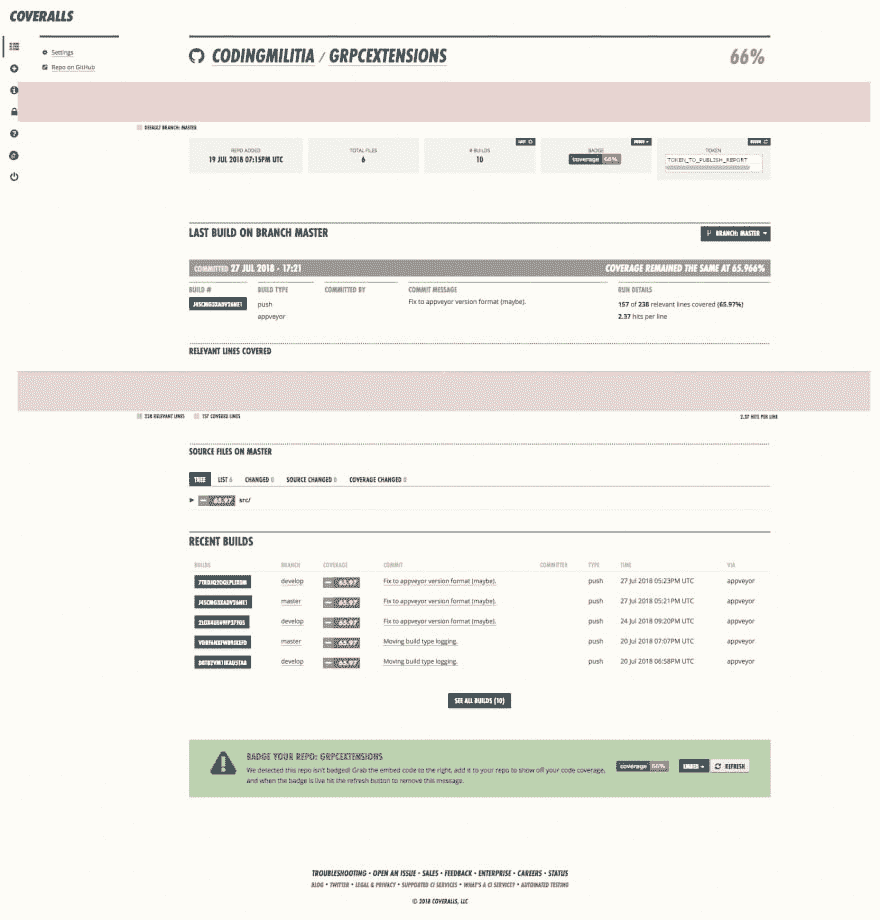 COVERALLS
Settings
Repo on GitHub
CODINGMILITIA / GRPCEXTENSIONS
66%
DEFAULT BRANCH: MASTER
REPO ADDED
19 JUL 2018 07:15PM UTC
TOTAL FILES
6
# BUILDS
10
BADGE
coverage 66%
TOKEN
TOKEN_TO_PUBLISH_REPORT
LAST BUILD ON BRANCH MASTER
BRANCH: MASTER
COMMITTED 27 JUL 2018 - 17:21
COVERAGE REMAINED THE SAME AT 65.966%
BUILD #
BUILD TYPE
COMMITTED BY
COMMIT MESSAGE
RUN DETAILS
push
appveyor
Fix to appveyor version format (maybe).
157 of 238 relevant lines covered (65.97%)
2.37 hits per line
RELEVANT LINES COVERED
238 RELEVANT LINES 157 COVERED LINES
2.37 HITS PER LINE
SOURCE FILES ON MASTER
TREE LIST 6 CHANGED 0 SOURCE CHANGED 0 COVERAGE CHANGED 0
65.97 src/
RECENT BUILDS
BUILDS BRANCH COVERAGE COMMIT COMMITTER TYPE TIME VIA
develop 65.97 Fix to appveyor version format (maybe). push 27 Jul 2018 05:23PM UTC appveyor
master 65.97 Fix to appveyor version format (maybe). push 27 Jul 2018 05:21PM UTC appveyor
develop 65.97 Fix to appveyor version format (maybe). push 24 Jul 2018 09:20PM UTC appveyor
master 65.97 Moving build type logging. push 20 Jul 2018 07:07PM UTC appveyor
develop 65.97 Moving build type logging. push 20 Jul 2018 06:58PM UTC appveyor
SEE ALL BUILDS (10)
BADGE YOUR REPO: GRPCEXTENSIONS
We detected this repo isn't badged! Grab the embed code to the right, add it to your repo to show off your code coverage,
and when the badge is live hit the refresh button to remove this message.
coverage 66%
EMBED
REFRESH
TROUBLESHOOTING • OPEN AN ISSUE • SALES • FEEDBACK • ENTERPRISE • CAREERS • STATUS
BLOG • TWITTER • LEGAL & PRIVACY • SUPPORTED CI SERVICES • WHAT'S A CI SERVICE? • AUTOMATED TESTING
© 2018 COVERALLS, LLC